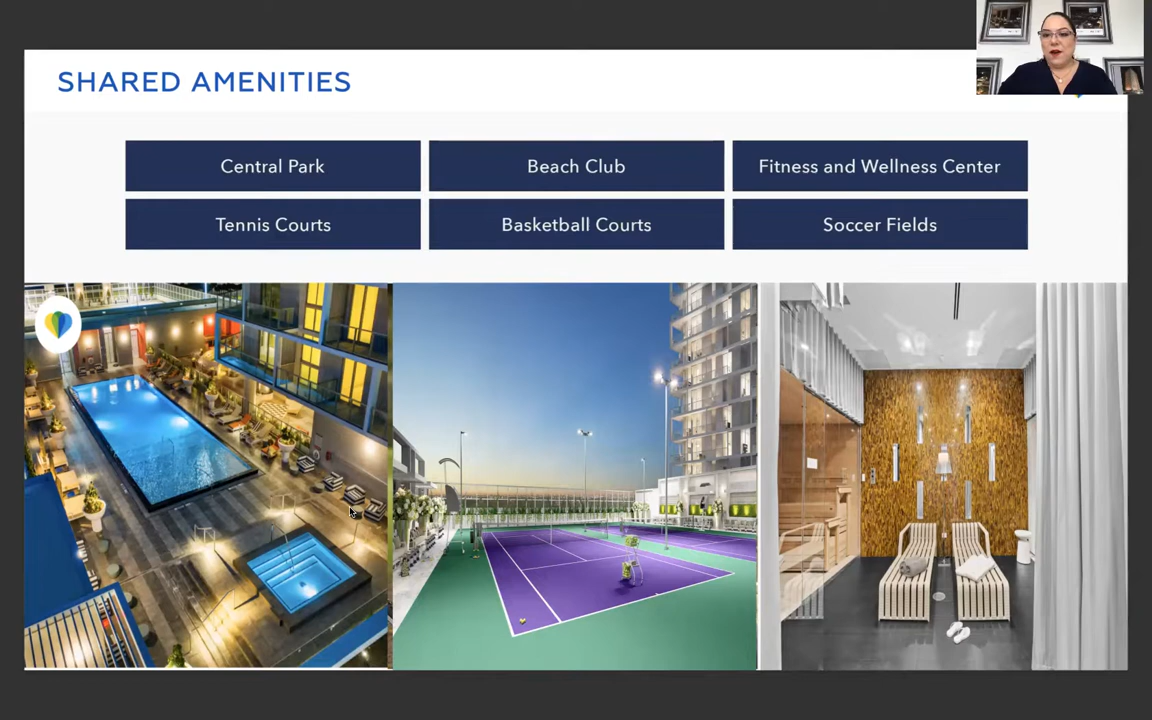 SHARED AMENITIES
Central Park
Beach Club
Fitness and Wellness Center
Tennis Courts
Basketball Courts
Soccer Fields